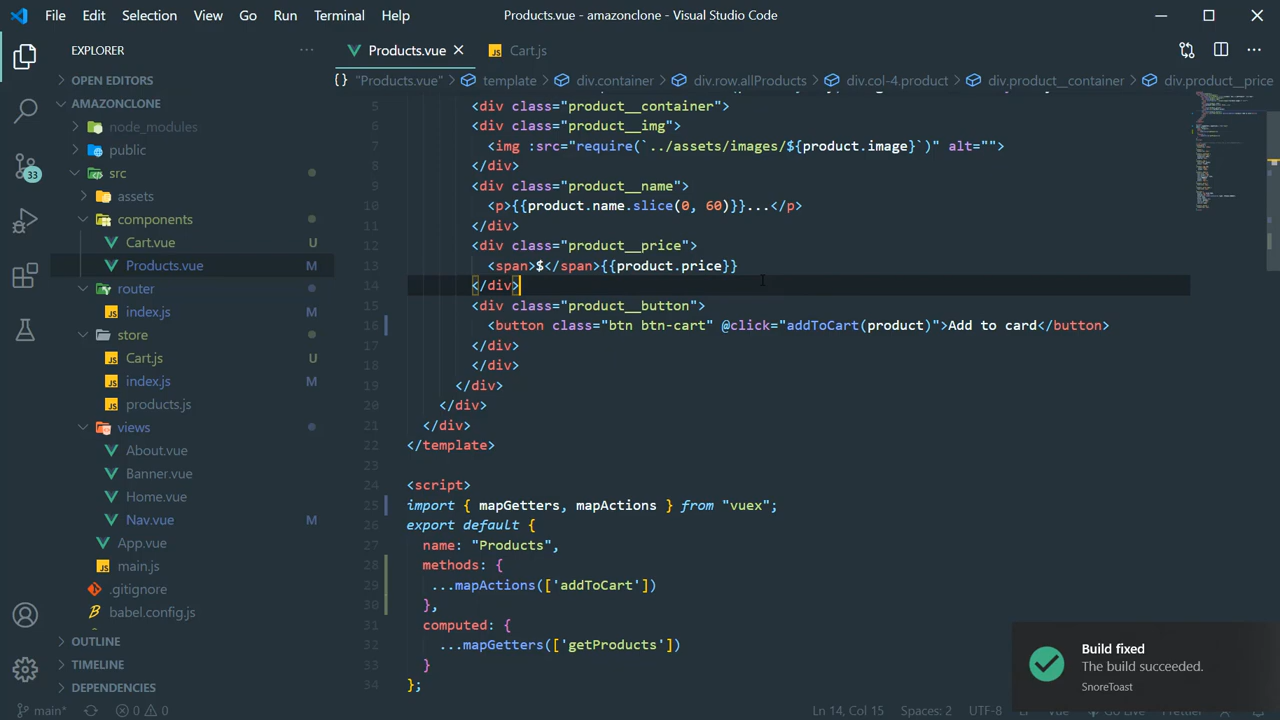 File Edit Selection View Go Run Terminal Help Products.vue - amazonclone - Visual Studio Code
EXPLORER
Products.vue Cart.js
OPEN EDITORS
{} "Products.vue" template div.container div.row.allProducts div.col-4.product div.product__container div.product__price
AMAZONCLONE
node_modules
public
src
assets
components
Cart.vue U
Products.vue M
router
index.js M
store
Cart.js U
index.js M
products.js
views
About.vue
Banner.vue
Home.vue
Nav.vue M
App.vue
main.js
.gitignore
babel.config.js
OUTLINE
TIMELINE
DEPENDENCIES
33
5 <div class="product__container">
6 <div class="product__img">
7 <img :src="require(`../assets/images/${product.image}`)" alt="">
8 </div>
9 <div class="product__name">
10 <p>{{product.name.slice(0, 60)}}...</p>
11 </div>
12 <div class="product__price">
13 <span>$</span>{{product.price}}
14 </div>
15 <div class="product__button">
16 <button class="btn btn-cart" @click="addToCart(product)">Add to card</button>
17 </div>
18 </div>
19 </div>
20 </div>
21 </div>
22 </template>
23
24 <script>
25 import { mapGetters, mapActions } from "vuex";
26 export default {
27 name: "Products",
28 methods: {
29 ...mapActions(['addToCart'])
30 },
31 computed: {
32 ...mapGetters(['getProducts'])
33 }
34 };
Build fixed
The build succeeded.
SnoreToast
main* 0 0 Ln 14, Col 15 Spaces: 2 UTF-8 LF Vue Go Live Prettier